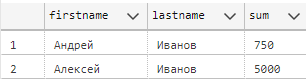 firstname lastname sum
1 Андрей Иванов 750
2 Алексей Иванов 5000